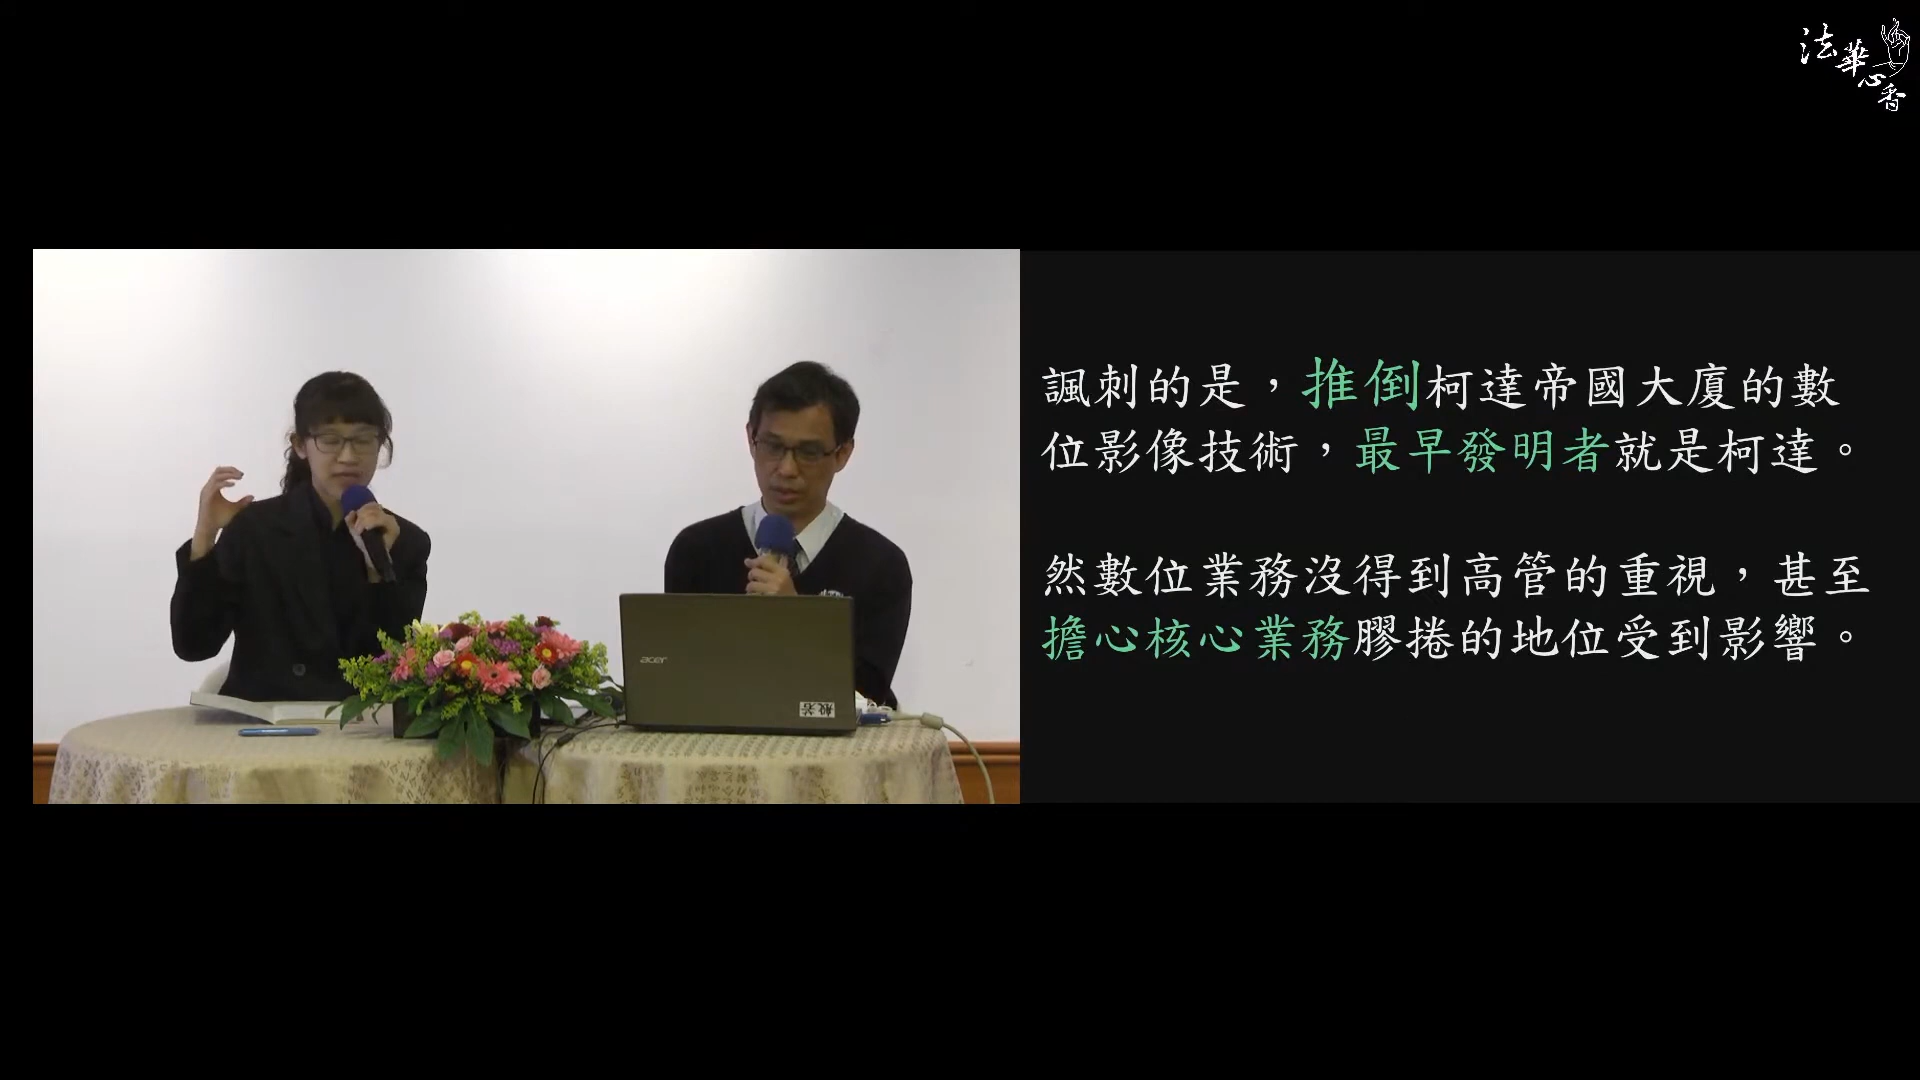 法華心香
諷刺的是，推倒柯達帝國大廈的數
位影像技術，最早發明者就是柯達。
然數位業務沒得到高管的重視，甚至
擔心核心業務膠捲的地位受到影響。
acer
般若